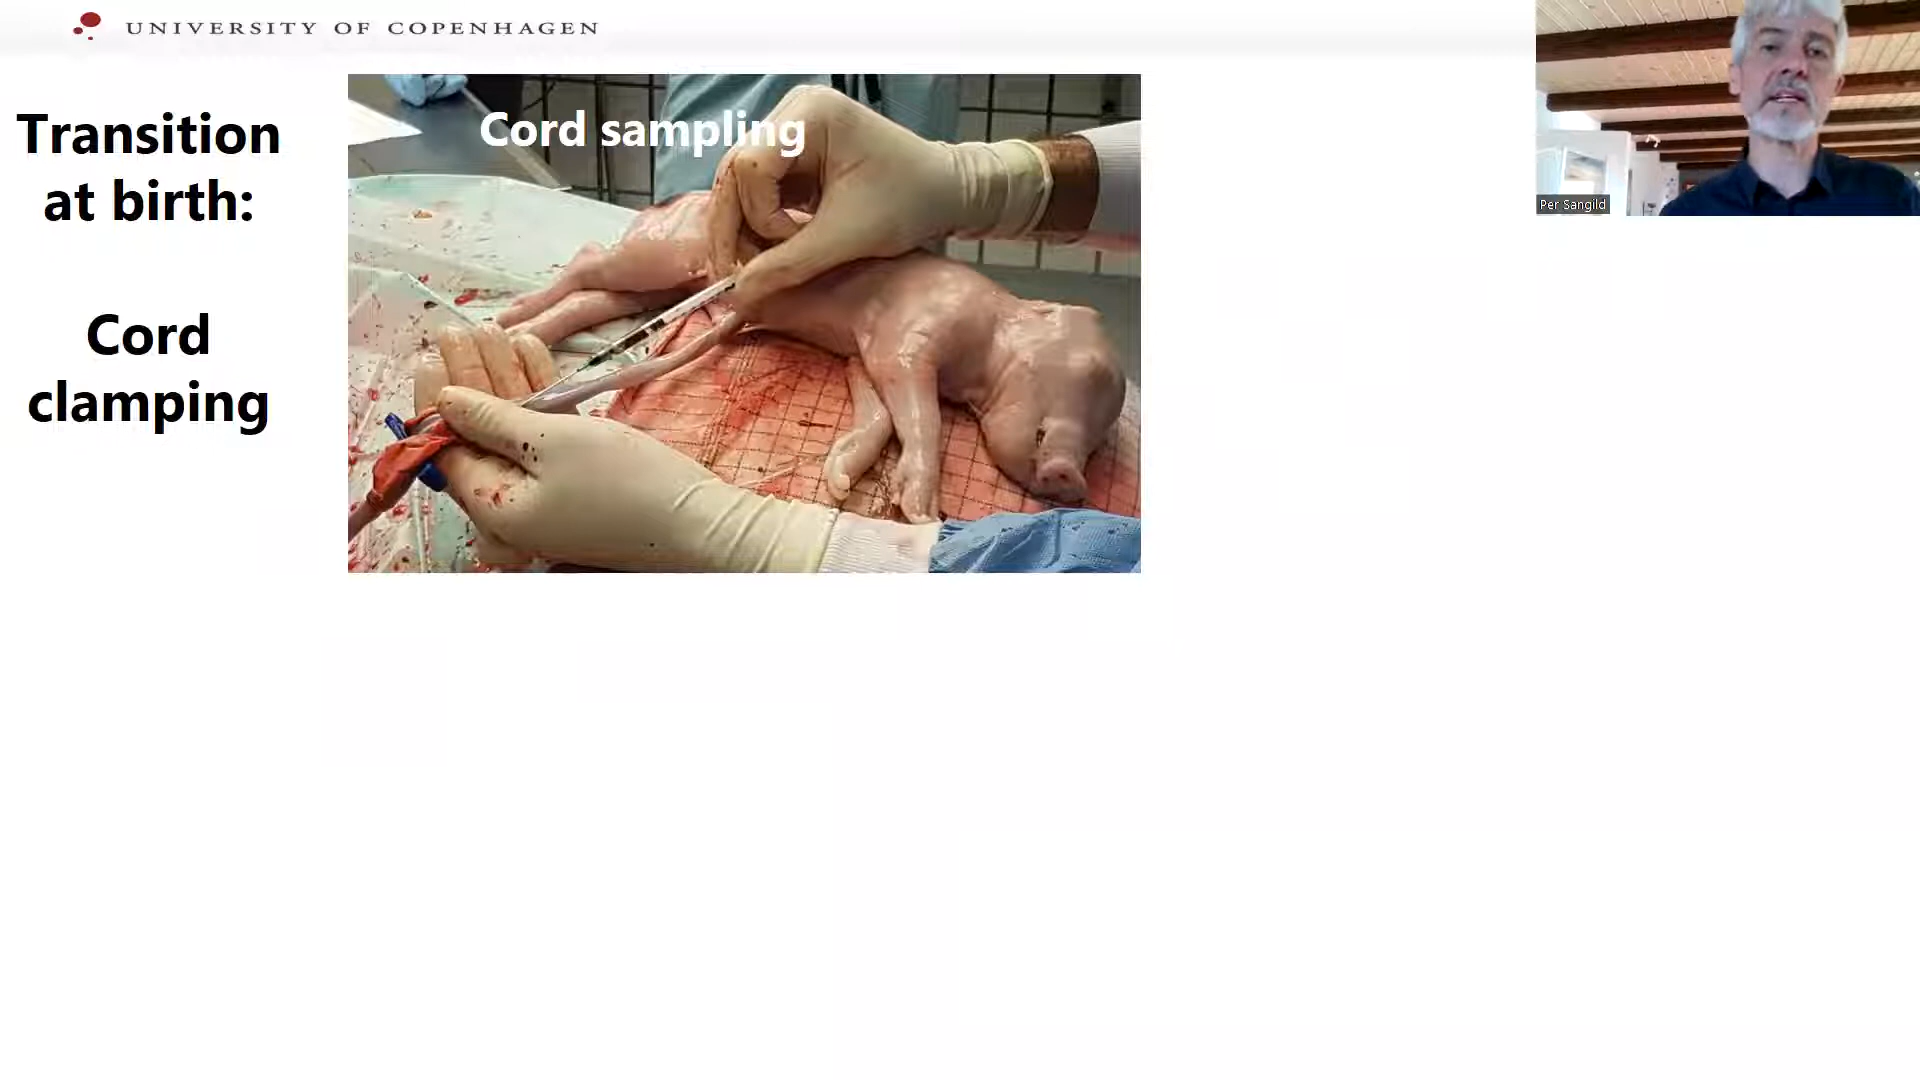 UNIVERSITY OF COPENHAGEN
Transition
at birth:
Cord
clamping
Cord sampling
Per Sangild